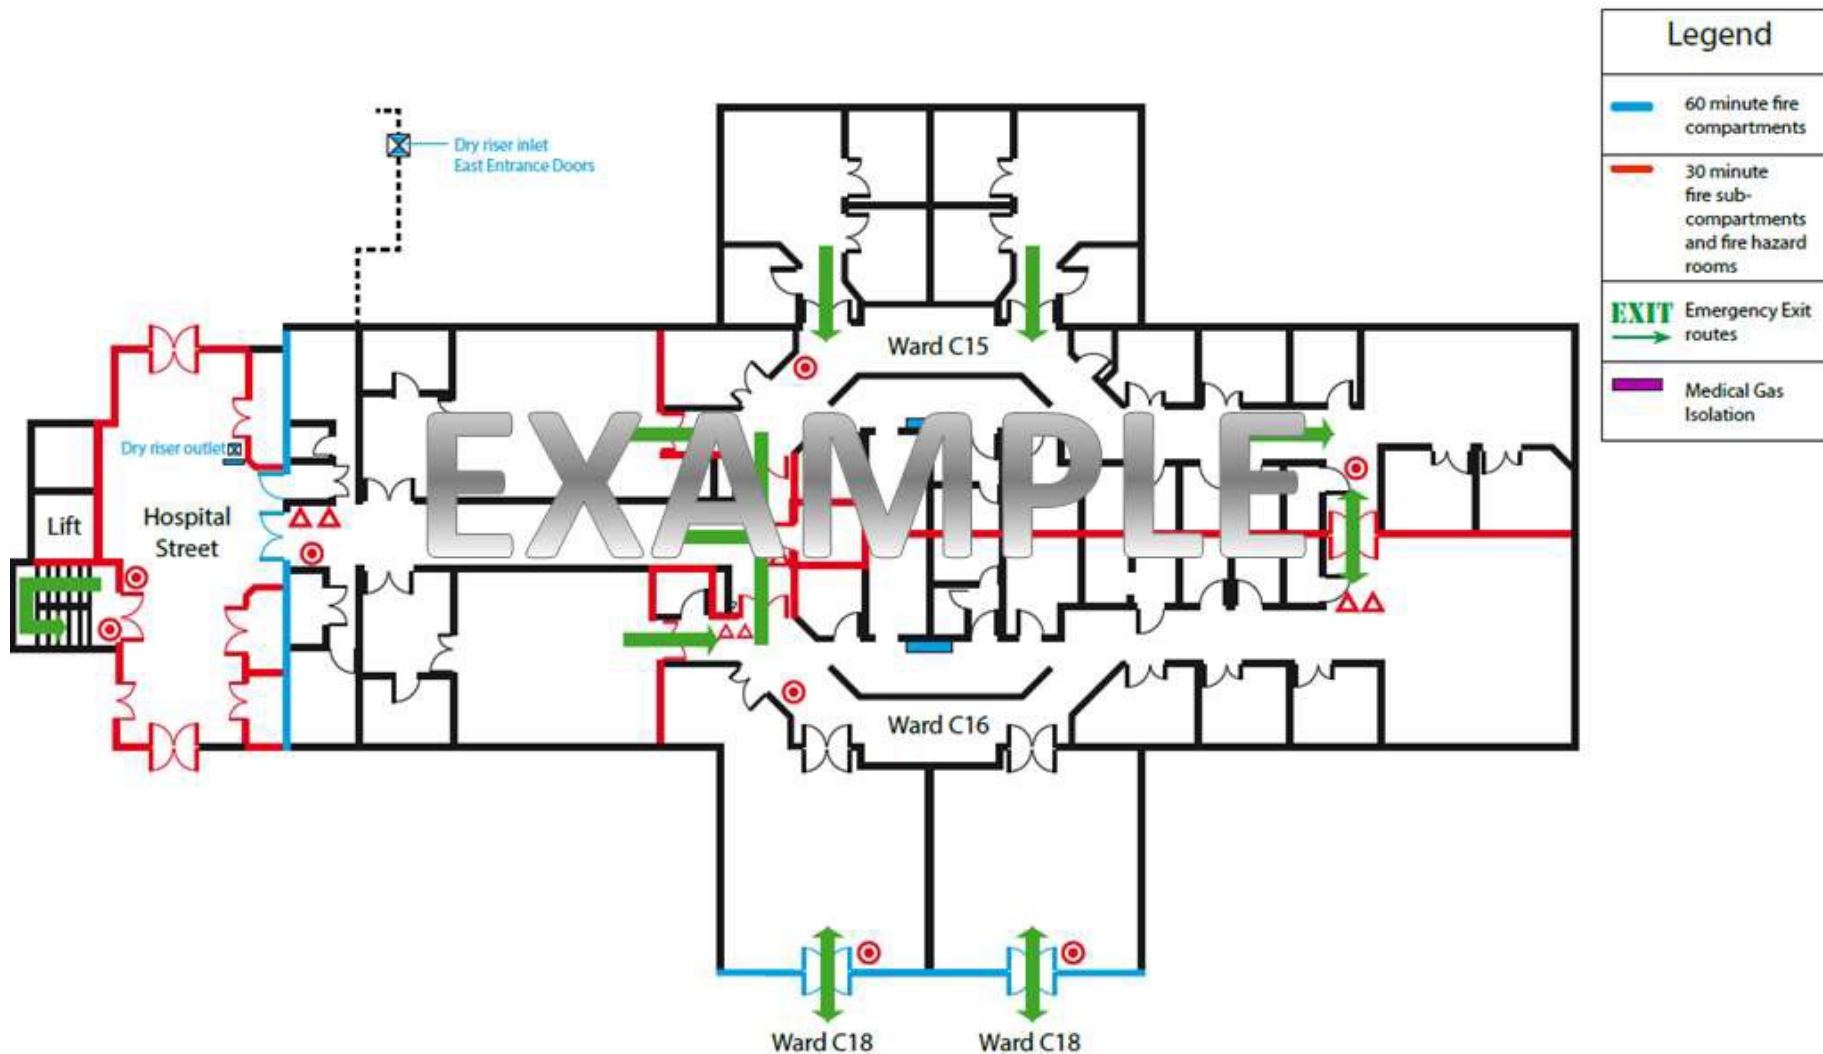 Legend
60 minute fire
compartments
30 minute
fire sub-
compartments
and fire hazard
rooms
EXIT Emergency Exit
routes
Medical Gas
Isolation
Dry riser inlet
East Entrance Doors
Ward C15
EXAMPLE
Dry riser outlet
Lift
Hospital
Street
Ward C16
Ward C18
Ward C18